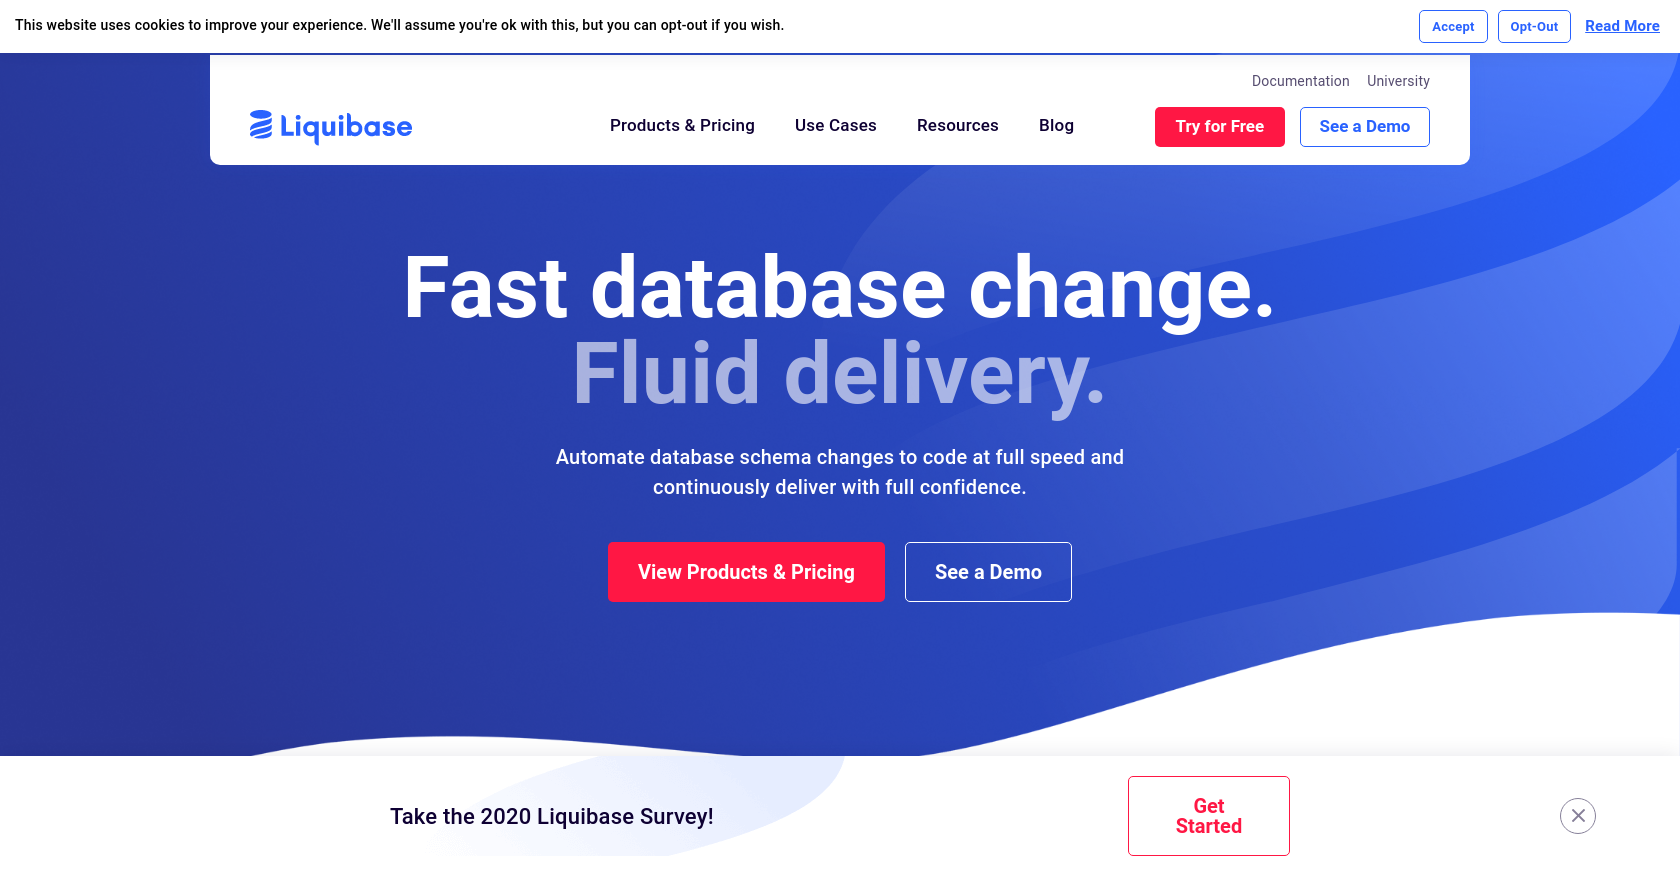 This website uses cookies to improve your experience. We'll assume you're ok with this, but you can opt-out if you wish.
Accept
Opt-Out
Read More
Documentation
University
Liquibase
Products & Pricing
Use Cases
Resources
Blog
Try for Free
See a Demo
Fast database change.
Fluid delivery.
Automate database schema changes to code at full speed and
continuously deliver with full confidence.
View Products & Pricing
See a Demo
Take the 2020 Liquibase Survey!
Get
Started